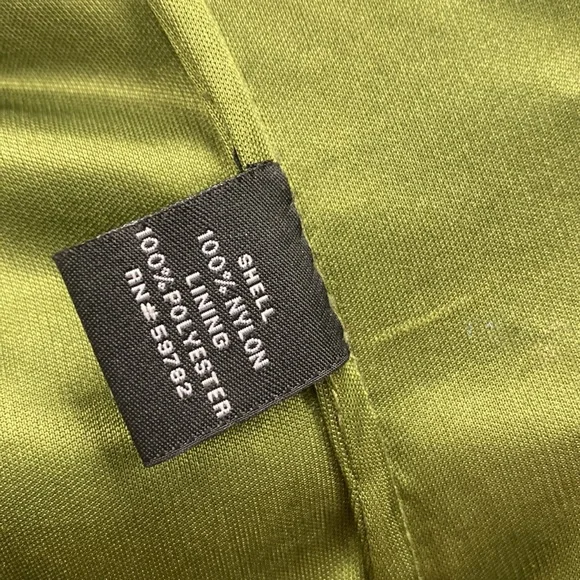 SHELL
100% NYLON
LINING
100% POLYESTER
RN# 59782